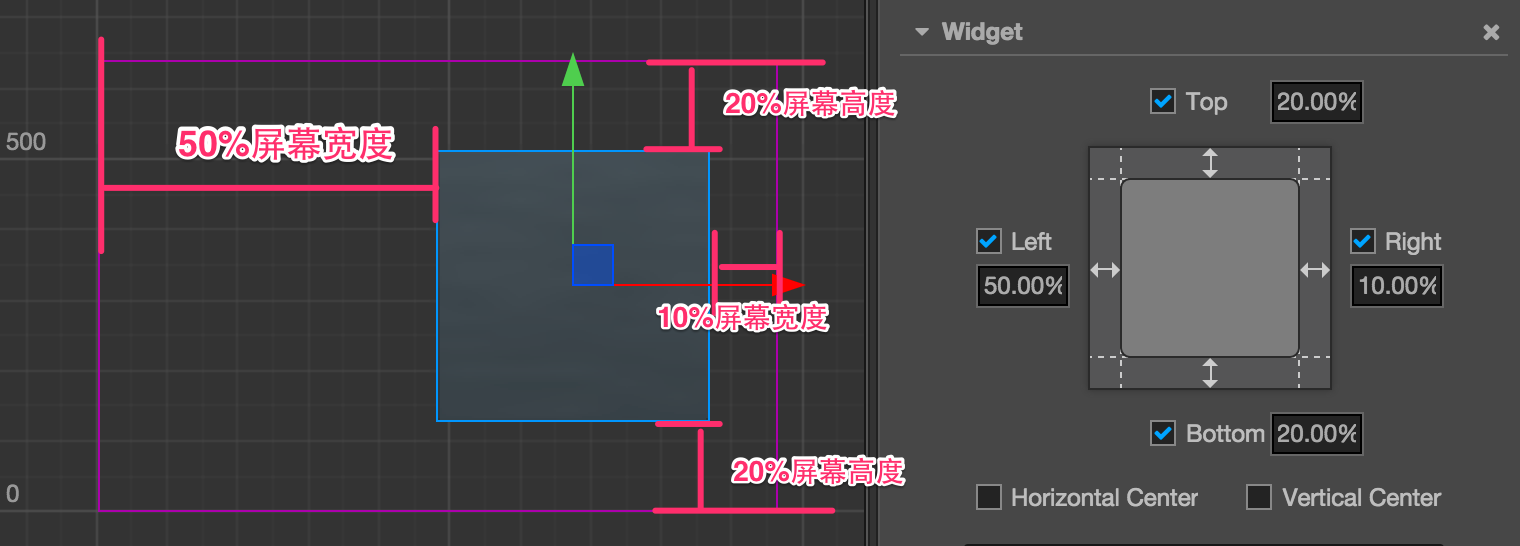 Widget
20%屏幕高度
Top 20.00%
500
50%屏幕宽度
Left
Right
50.00%
10.00%
10%屏幕宽度
Bottom 20.00%
20%屏幕高度
0
Horizontal Center
Vertical Center